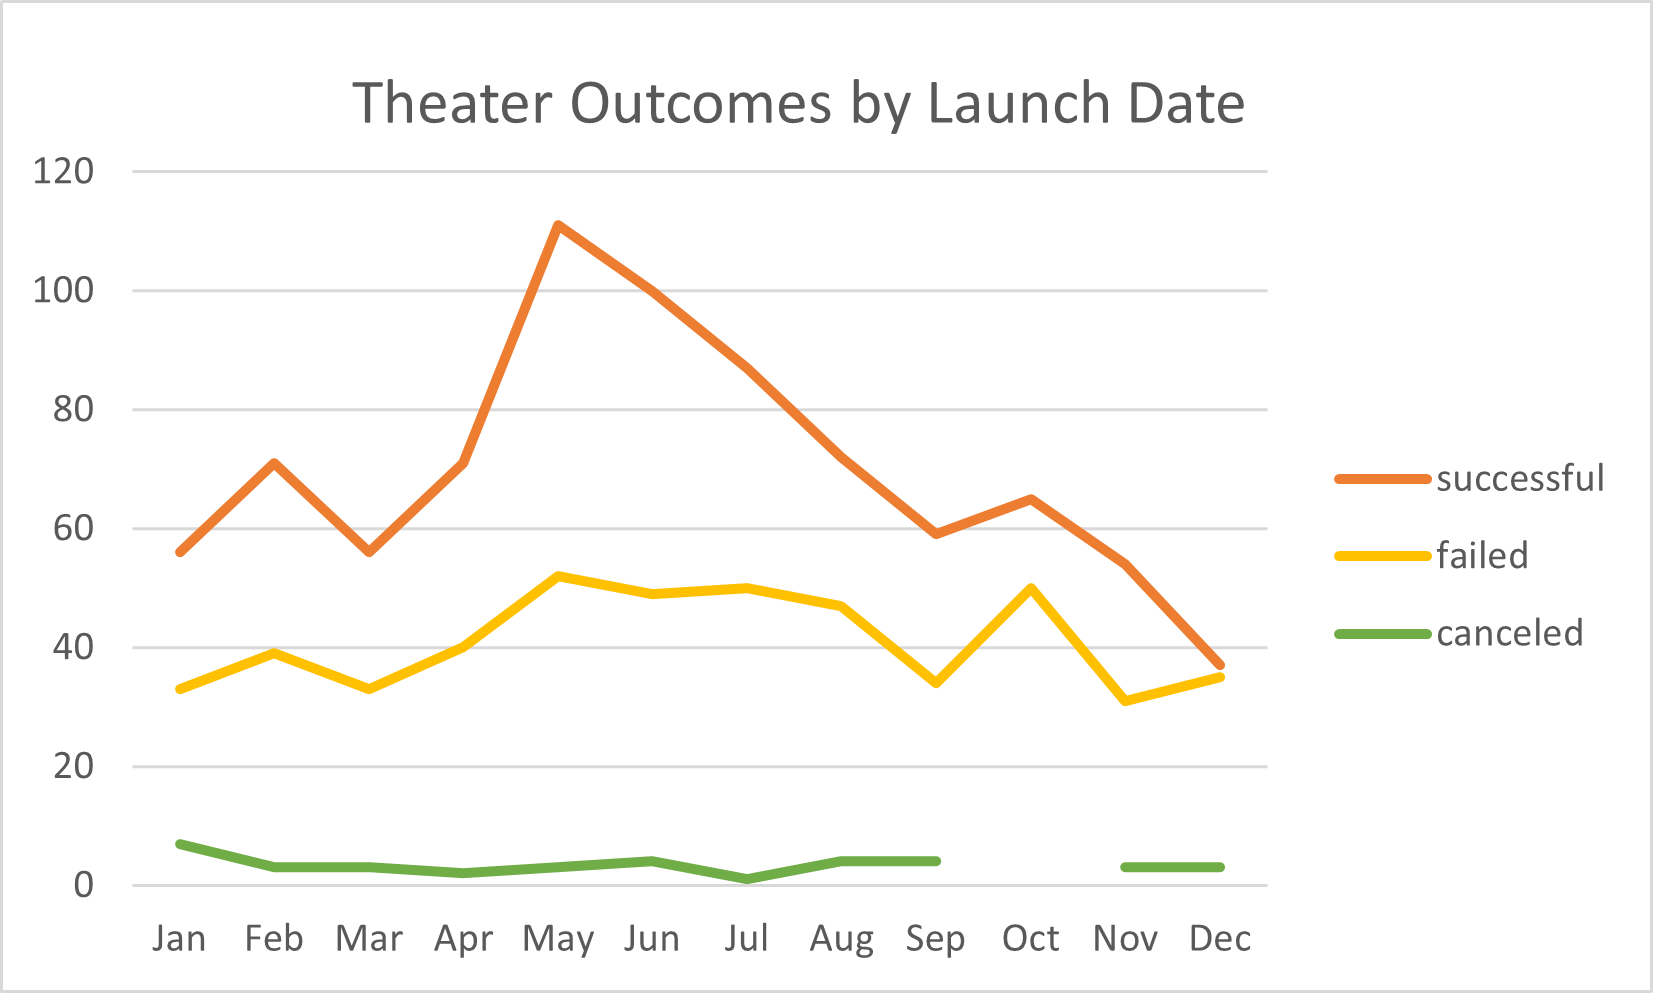 Theater Outcomes by Launch Date
120
100
80
60
40
20
0
Jan Feb Mar Apr May Jun Jul Aug Sep Oct Nov Dec
successful
failed
canceled